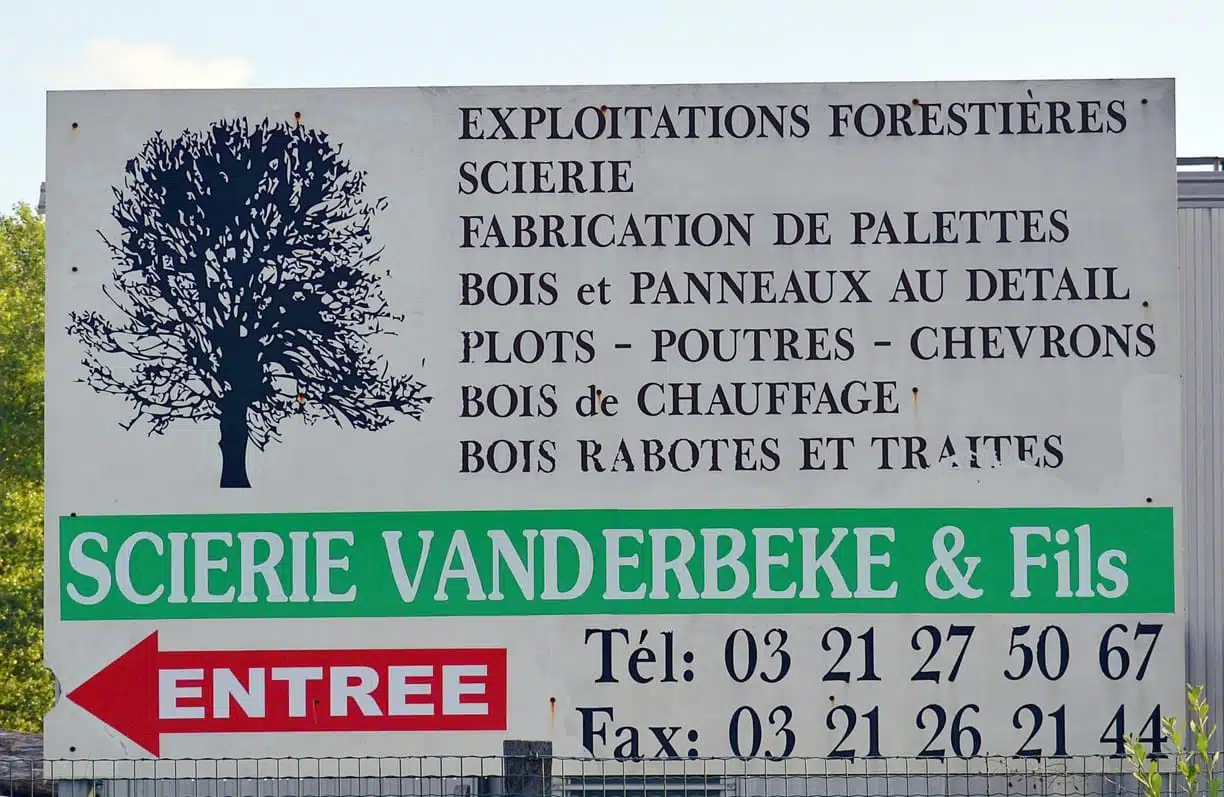 EXPLOITATIONS FORESTIÈRES
SCIERIE
FABRICATION DE PALETTES
BOIS et PANNEAUX AU DETAIL
PLOTS - POUTRES - CHEVRONS
BOIS de CHAUFFAGE
BOIS RABOTES ET TRAITES
SCIERIE VANDERBEKE & Fils
ENTREE
Tél: 03 21 27 50 67
Fax: 03 21 26 21 44